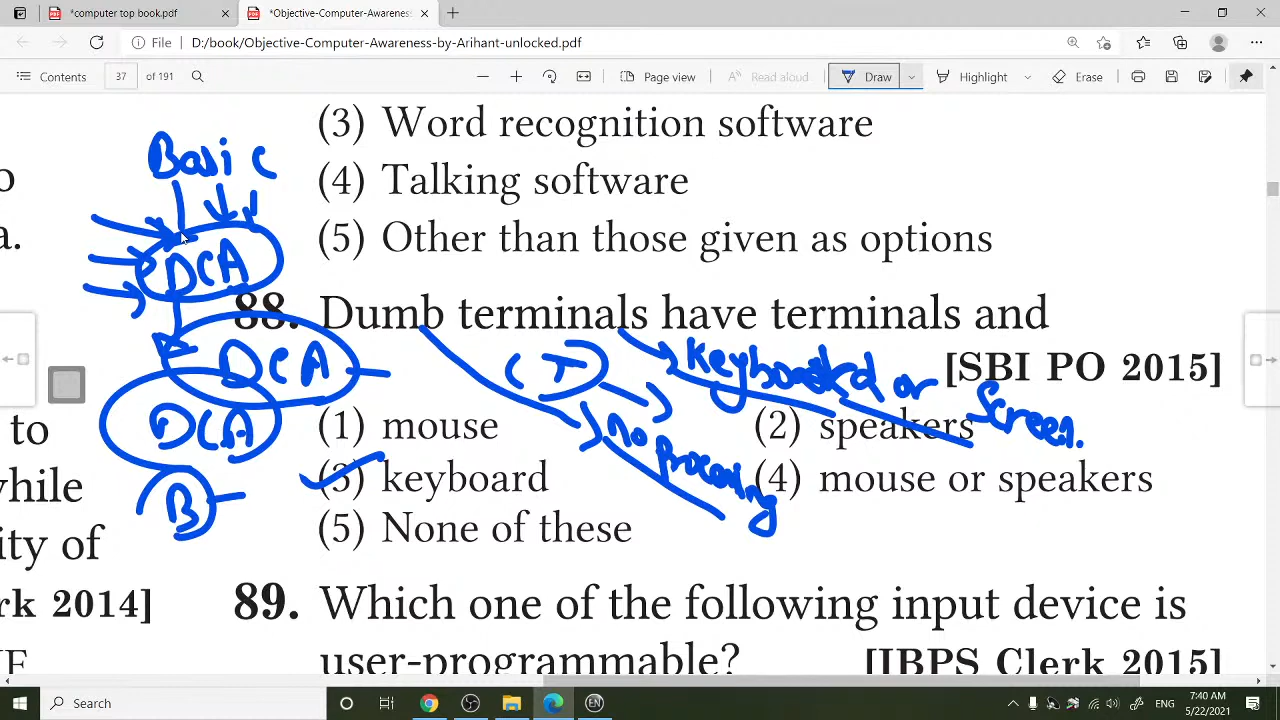 *computer top book.pdf
*Objective-Computer-Awareness
File
D:/book/Objective-Computer-Awareness-by-Arihant-unlocked.pdf
Contents
37
of 191
Page view
Read aloud
Draw
Highlight
Erase
(3) Word recognition software
(4) Talking software
(5) Other than those given as options
Basic
DCA
DCA
DCA
B
o
a.
to
while
ity of
rk 2014]
88. Dumb terminals have terminals and
[SBI PO 2015]
(T)
Keyboard or Screen.
No Processing
(1) mouse
(2) speakers
(3) keyboard
(4) mouse or speakers
(5) None of these
89. Which one of the following input device is
user-programmable?
[IBPS Clerk 2015]
Search
EN
ENG
7:40 AM
5/22/2021